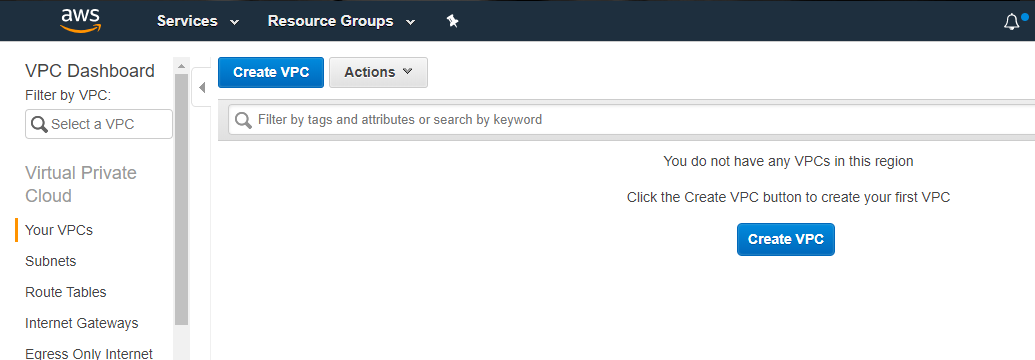 aws Services Resource Groups
VPC Dashboard
Filter by VPC:
Select a VPC
Virtual Private
Cloud
Your VPCs
Subnets
Route Tables
Internet Gateways
Egress Only Internet
Create VPC Actions
Filter by tags and attributes or search by keyword
You do not have any VPCs in this region
Click the Create VPC button to create your first VPC
Create VPC